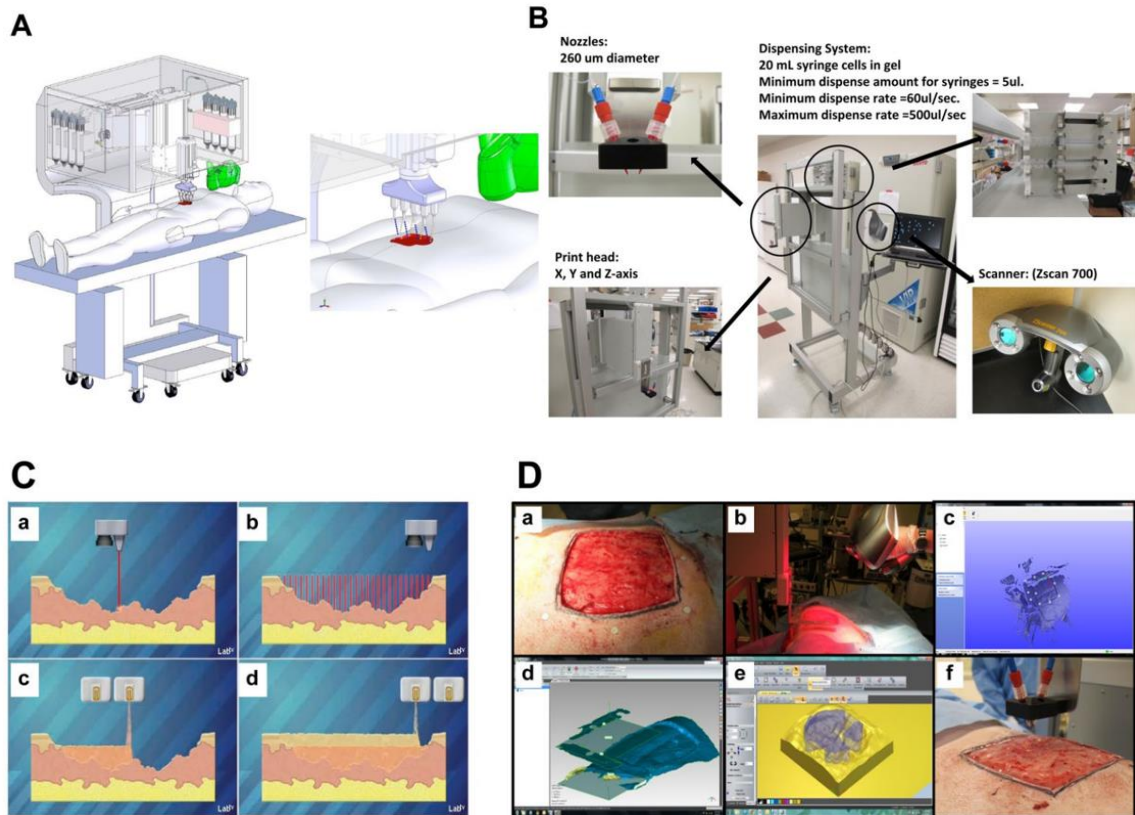 A
B
Nozzles:
260 um diameter
Dispensing System:
20 mL syringe cells in gel
Minimum dispense amount for syringes = 5ul.
Minimum dispense rate =60ul/sec.
Maximum dispense rate =500ul/sec
Print head:
X, Y and Z-axis
Scanner: (Zscan 700)
C
D
a
b
a
b
c
c
d
d
e
f